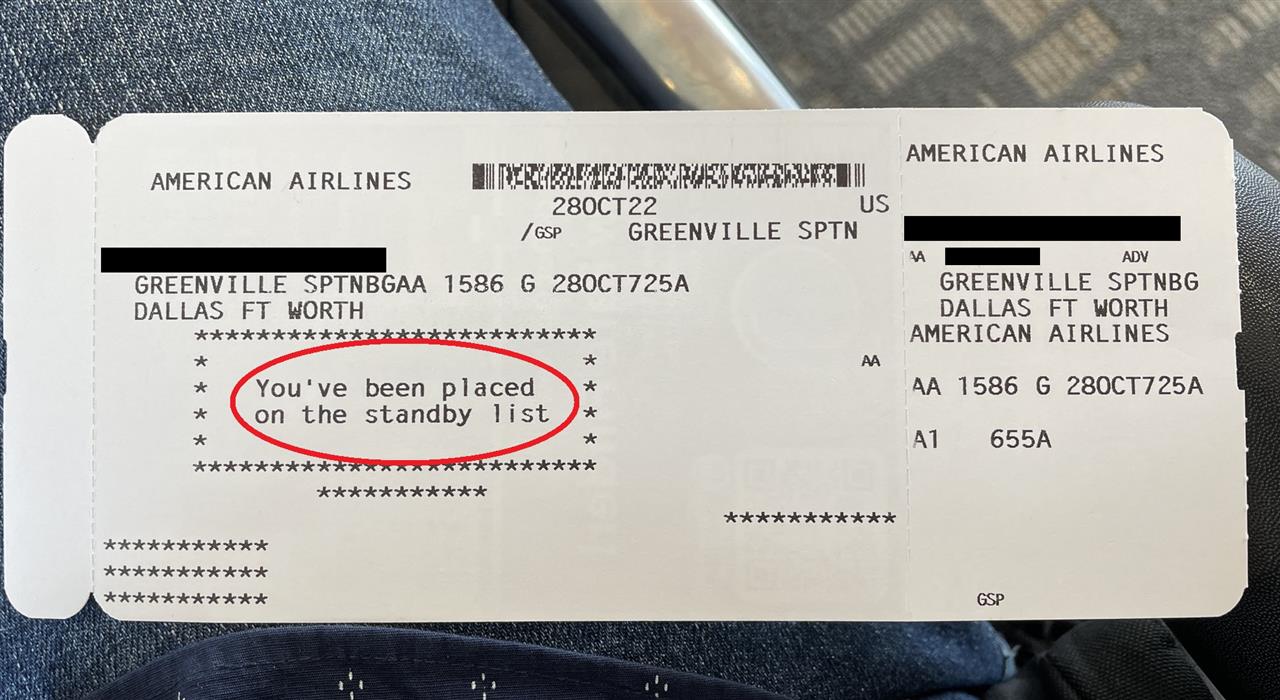 AMERICAN AIRLINES
28OCT22 US
/GSP GREENVILLE SPTN
GREENVILLE SPTNBGAA 1586 G 28OCT725A
DALLAS FT WORTH
**************************
* *
* You've been placed *
* on the standby list *
* *
**************************
***********
AA
***********
***********
***********
***********
AMERICAN AIRLINES
AA ADV
GREENVILLE SPTNBG
DALLAS FT WORTH
AMERICAN AIRLINES
AA 1586 G 28OCT725A
A1 655A
GSP